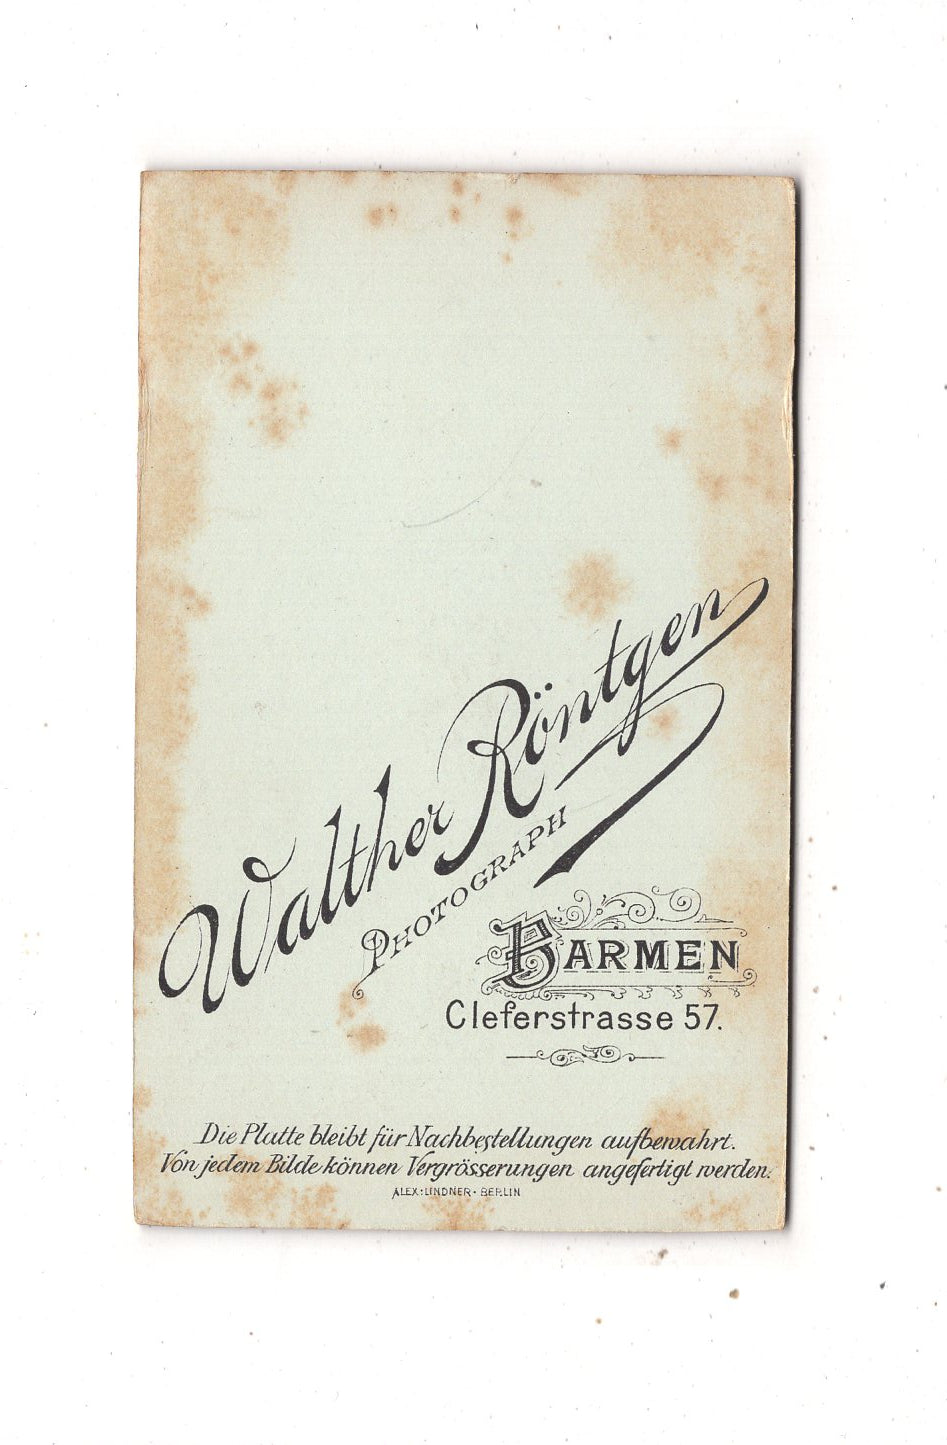 Walther Röntgen
PHOTOGRAPH
BARMEN
Cleferstrasse 57.
Die Platte bleibt für Nachbestellungen aufbewahrt.
Von jedem Bilde können Vergrösserungen angefertigt werden.
ALEX: LINDNER · BERLIN